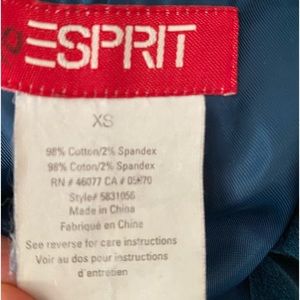 ESPRIT
XS
98% Cotton/2% Spandex
98% Coton/2% Spandex
RN # 46077 CA # 05870
Style# 5831056
Made in China
Fabriqué en Chine
See reverse for care instructions
Voir au dos pour instructions
d'entretien